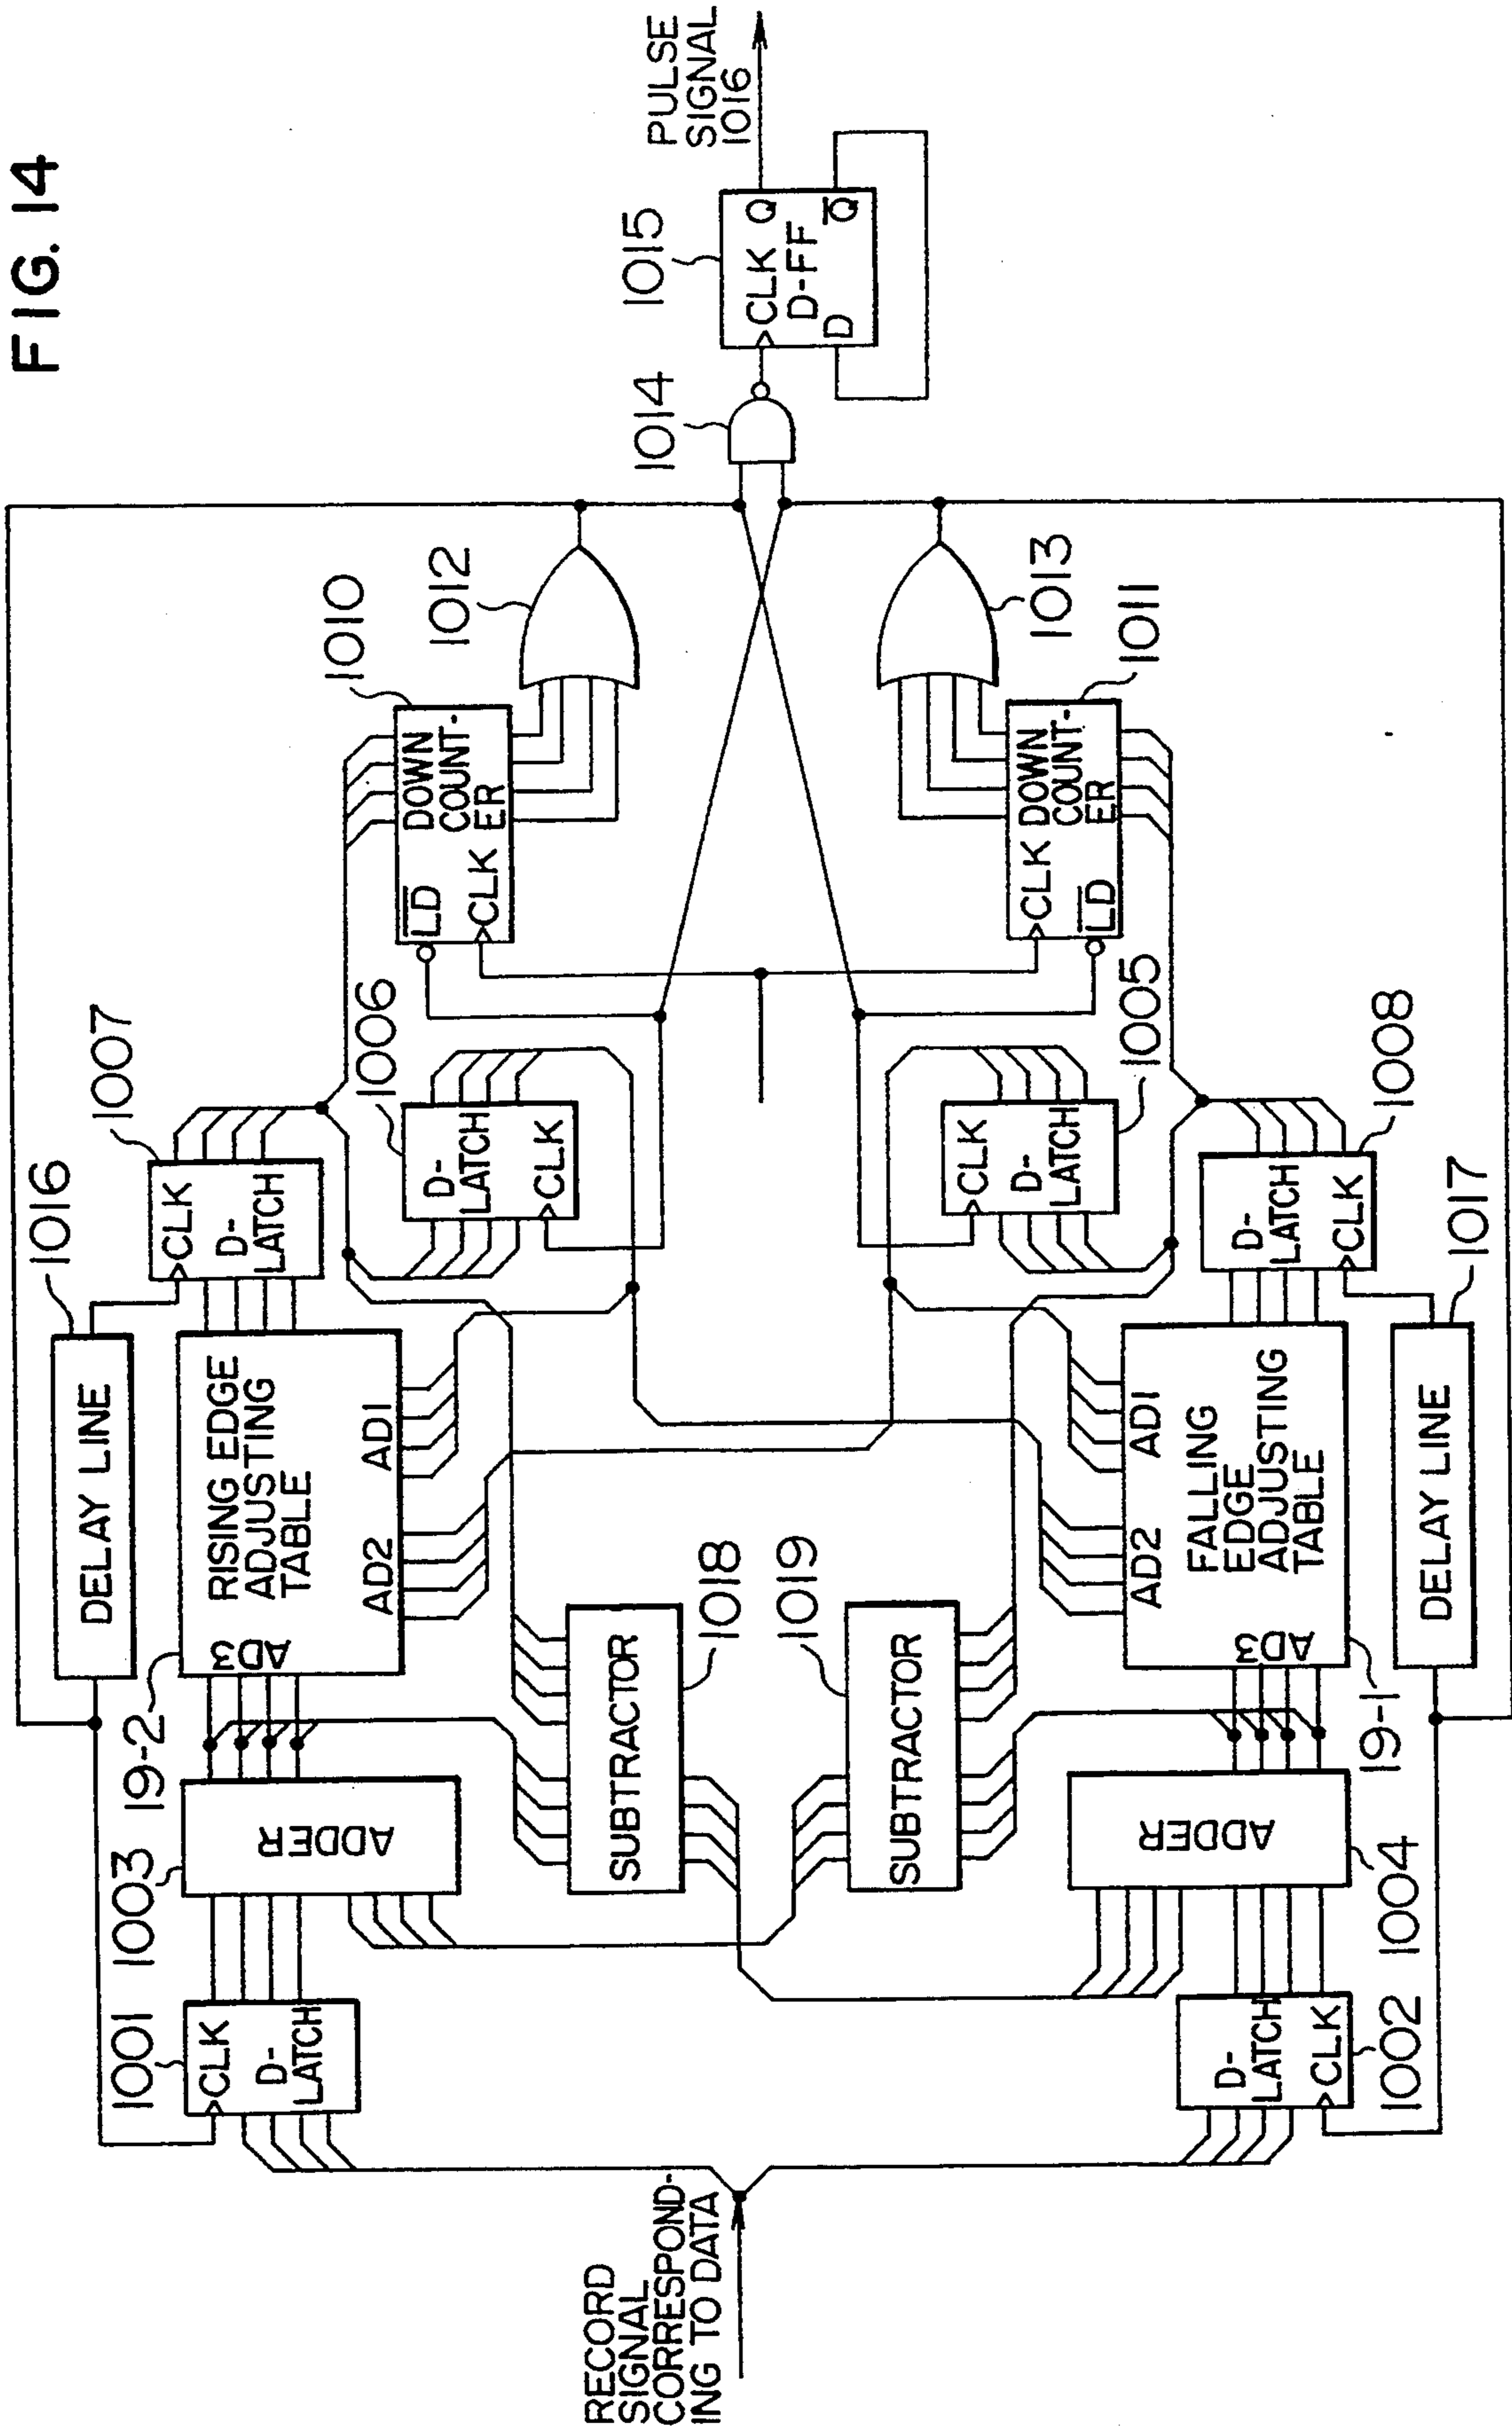 FIG. 14
RECORD
SIGNAL
CORRESPOND-
ING TO DATA
1001
CLK
D-
LATCH
1003
ADDER
19-2
AD3
RISING EDGE
ADJUSTING
TABLE
AD2
AD1
DELAY LINE
1016
1007
CLK
D-
LATCH
1006
D-
LATCH
CLK
1010
LD
CLK
DOWN
COUNT-
ER
1012
SUBTRACTOR
1018
SUBTRACTOR
1019
1014
1015
CLK
Q
D-FF
D
Q
PULSE
SIGNAL
1016
1013
1011
CLK
DOWN
COUNT-
ER
LD
1005
CLK
D-
LATCH
1008
D-
LATCH
CLK
1017
DELAY LINE
AD2
AD1
FALLING
EDGE
ADJUSTING
TABLE
AD3
19-1
ADDER
1004
D-
LATCH
CLK
1002